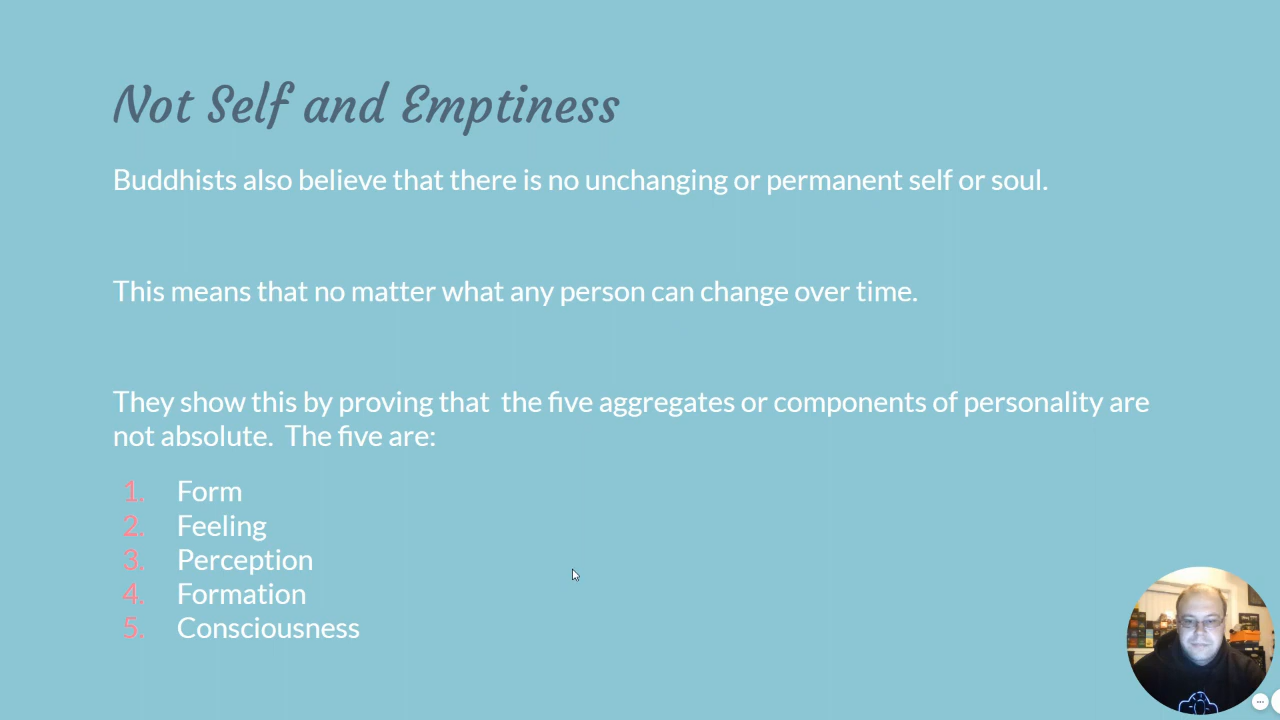 Not Self and Emptiness
Buddhists also believe that there is no unchanging or permanent self or soul.
This means that no matter what any person can change over time.
They show this by proving that  the five aggregates or components of personality are
not absolute.  The five are:
1. Form
2. Feeling
3. Perception
4. Formation
5. Consciousness